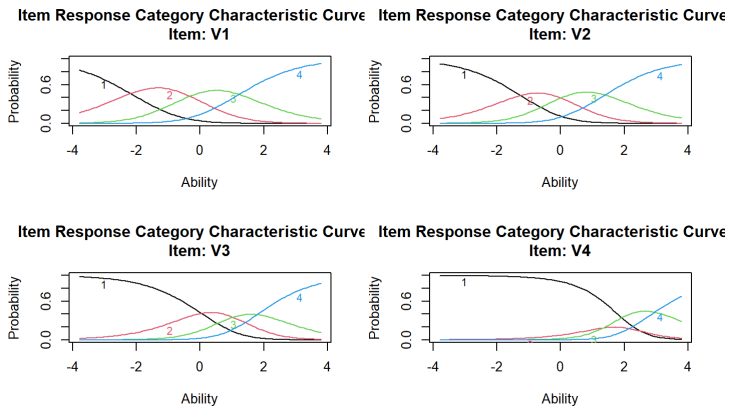 Item Response Category Characteristic Curve
Item: V1
Probability
0.0 0.6
1 2 3 4
-4 -2 0 2 4
Ability
Item Response Category Characteristic Curve
Item: V2
Probability
0.0 0.6
1 2 3 4
-4 -2 0 2 4
Ability
Item Response Category Characteristic Curve
Item: V3
Probability
0.0 0.6
1 2 3 4
-4 -2 0 2 4
Ability
Item Response Category Characteristic Curve
Item: V4
Probability
0.0 0.6
1 2 3 4
-4 -2 0 2 4
Ability